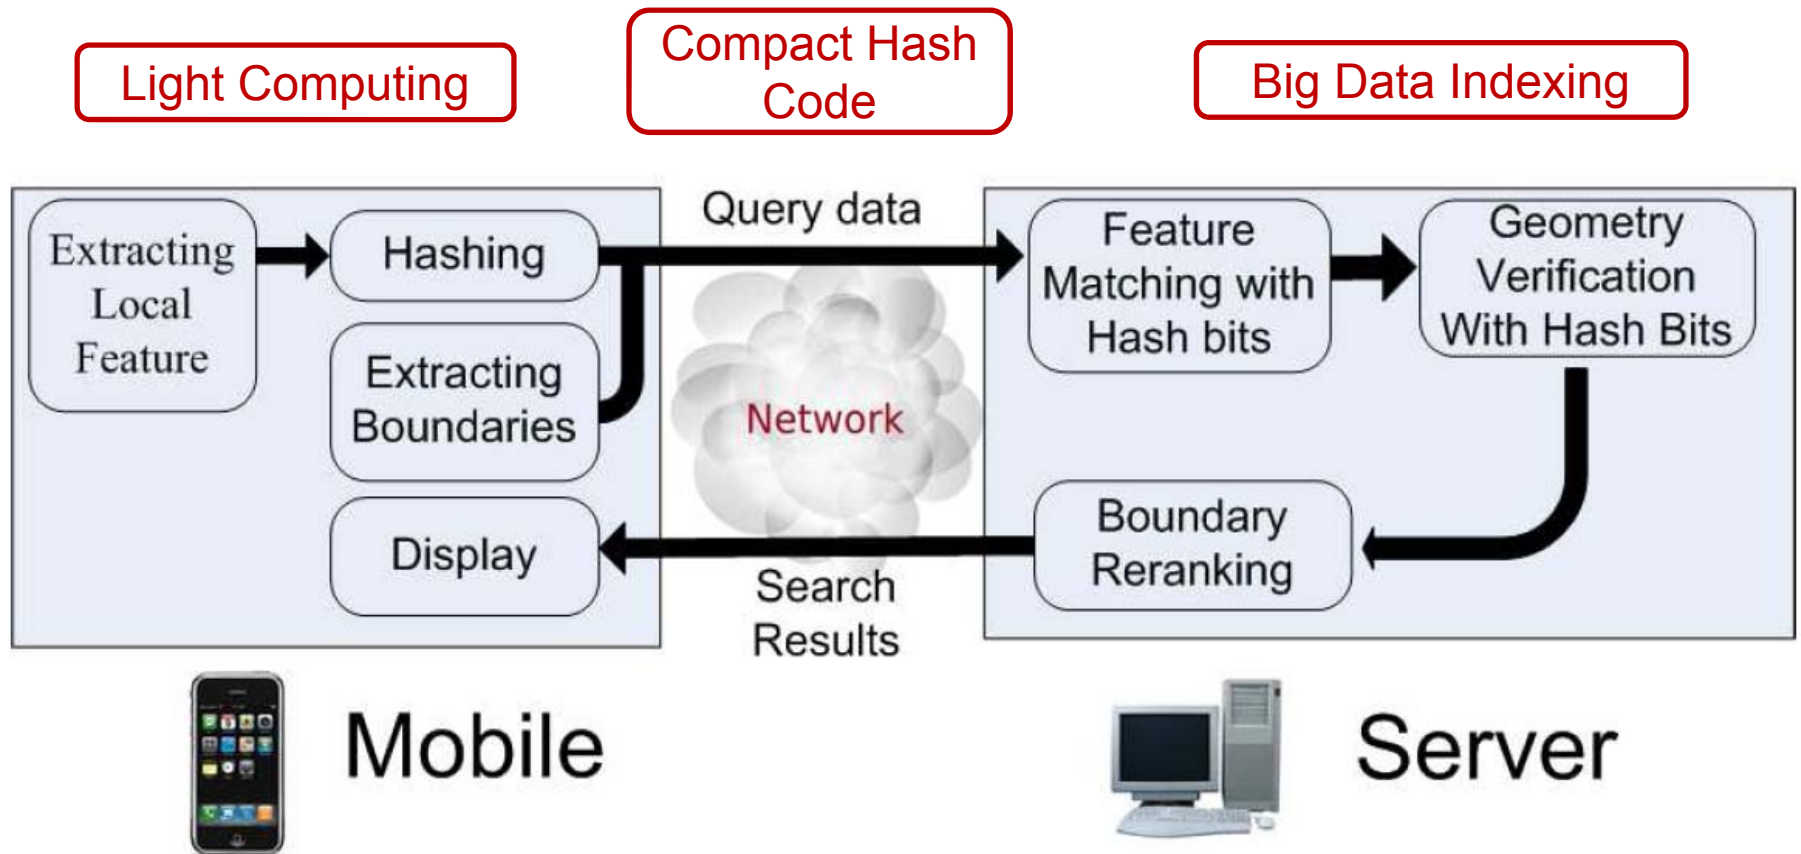 Light Computing
Compact Hash
Code
Big Data Indexing
Extracting
Local
Feature
Hashing
Extracting
Boundaries
Display
Query data
Network
Search
Results
Feature
Matching with
Hash bits
Geometry
Verification
With Hash Bits
Boundary
Reranking
Mobile
Server